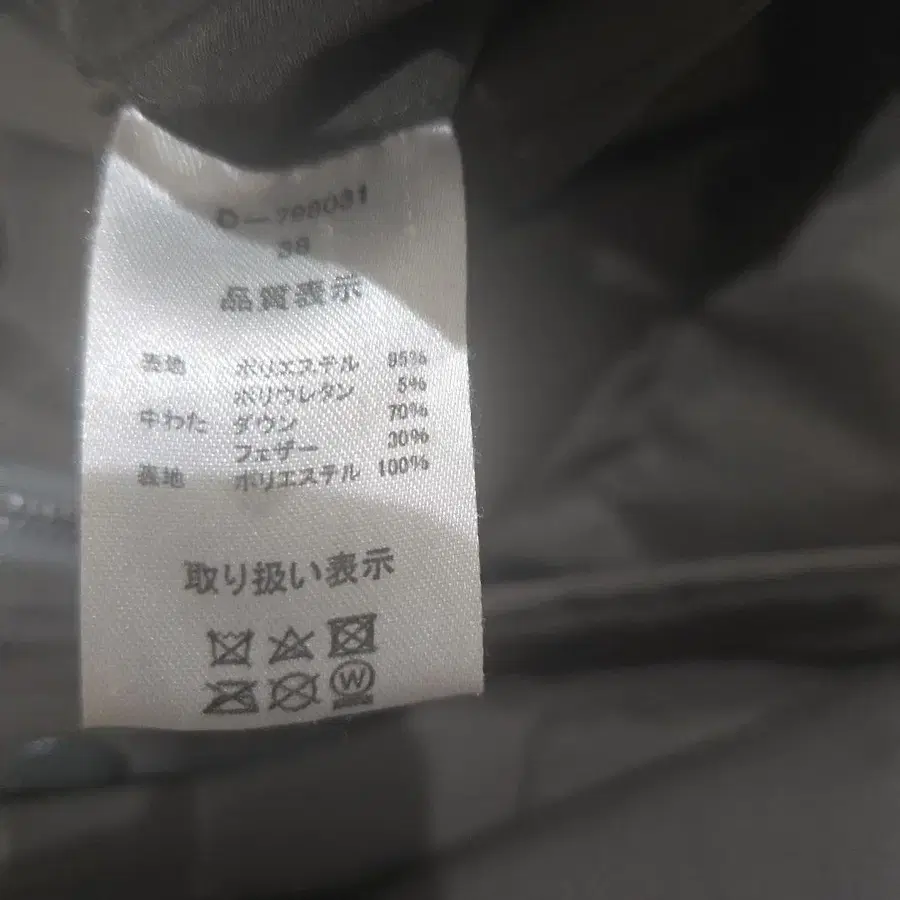 D-798031
38
品質表示
表地 ポリエステル 95%
ポリウレタン 5%
中わた ダウン 70%
フェザー 30%
表地 ポリエステル 100%
取り扱い表示
W